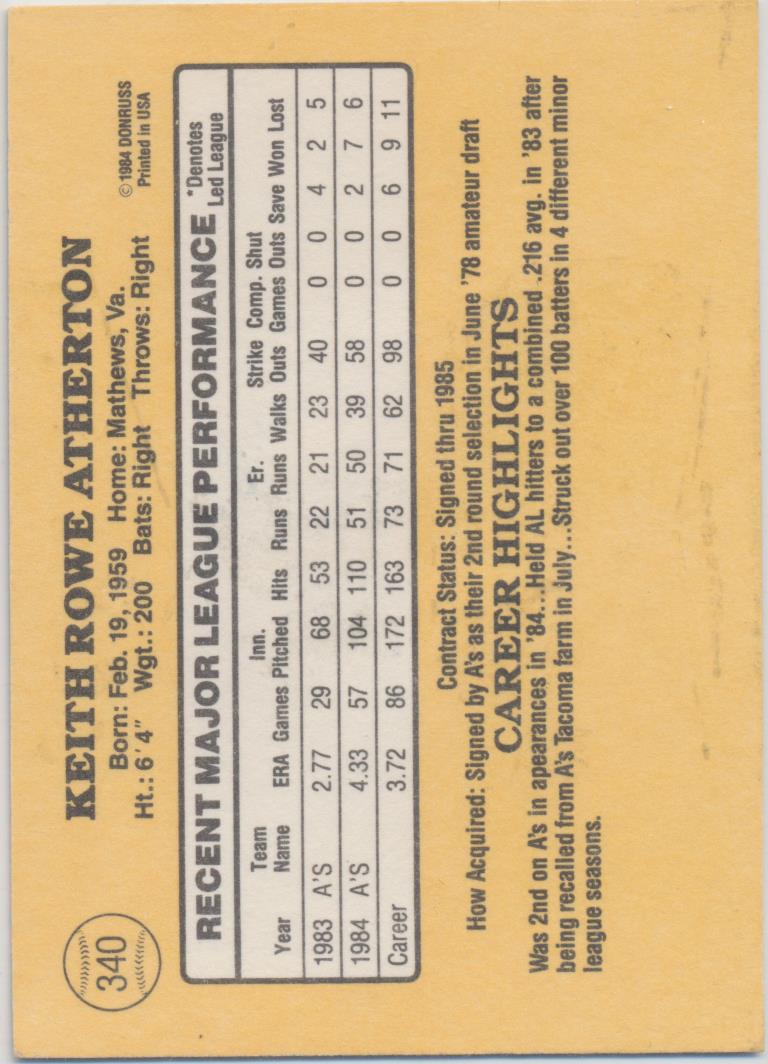 340
KEITH ROWE ATHERTON
Born: Feb. 19, 1959 Home: Mathews, Va.
Ht.: 6'4" Wgt.: 200 Bats: Right Throws: Right
© 1984 DONRUSS
Printed in USA
RECENT MAJOR LEAGUE PERFORMANCE
*Denotes
Led League
Team Inn. Er. Strike Comp. Shut
Year Name ERA Games Pitched Hits Runs Runs Walks Outs Games Outs Save Won Lost
1983 A'S 2.77 29 68 53 22 21 23 40 0 0 4 2 5
1984 A'S 4.33 57 104 110 51 50 39 58 0 0 2 7 6
Career 3.72 86 172 163 73 71 62 98 0 0 6 9 11
Contract Status: Signed thru 1985
How Acquired: Signed by A's as their 2nd round selection in June '78 amateur draft
CAREER HIGHLIGHTS
Was 2nd on A's in apearances in '84...Held AL hitters to a combined .216 avg. in '83 after
being recalled from A's Tacoma farm in July...Struck out over 100 batters in 4 different minor
league seasons.